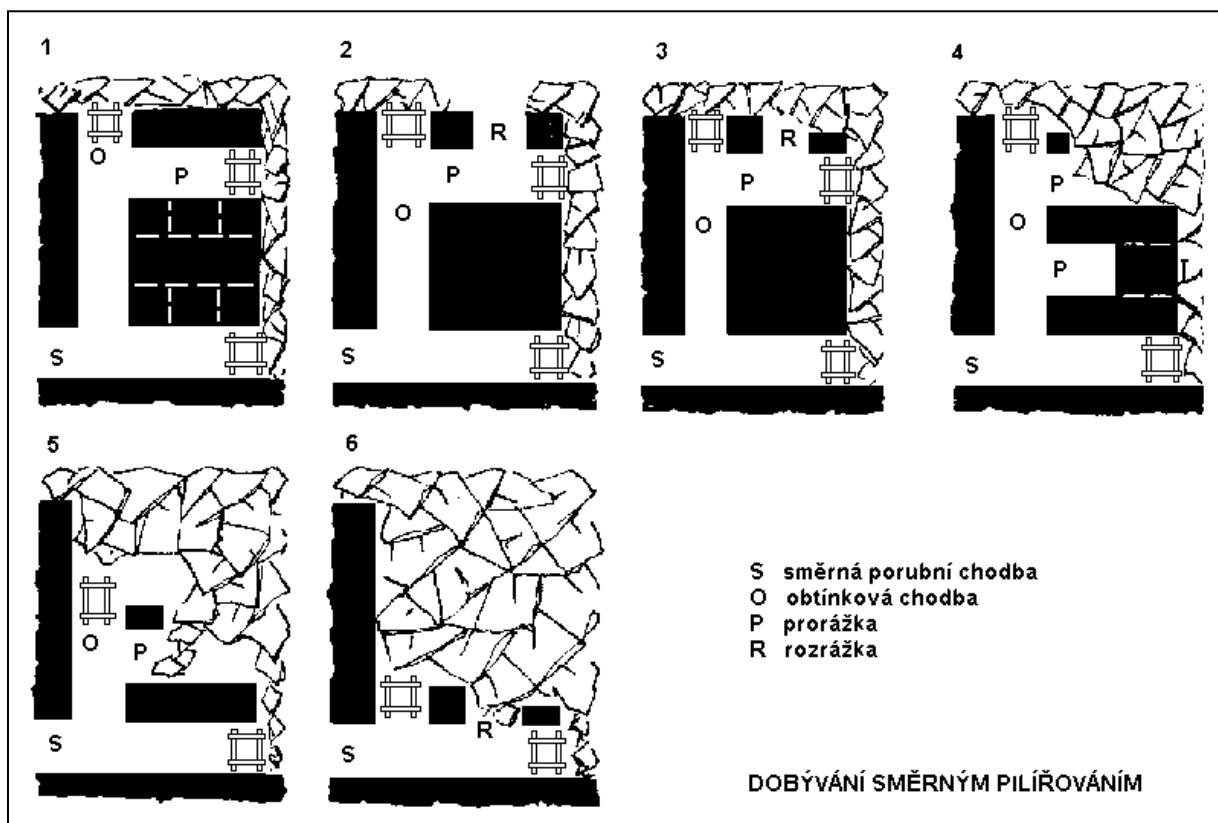 1
O
P
S
2
R
P
O
S
3
R
P
O
S
4
P
O
P
S
5
O
P
S
6
R
S
S směrná porubní chodba
O obtínková chodba
P prorážka
R rozrážka
DOBÝVÁNÍ SMĚRNÝM PILÍŘOVÁNÍM